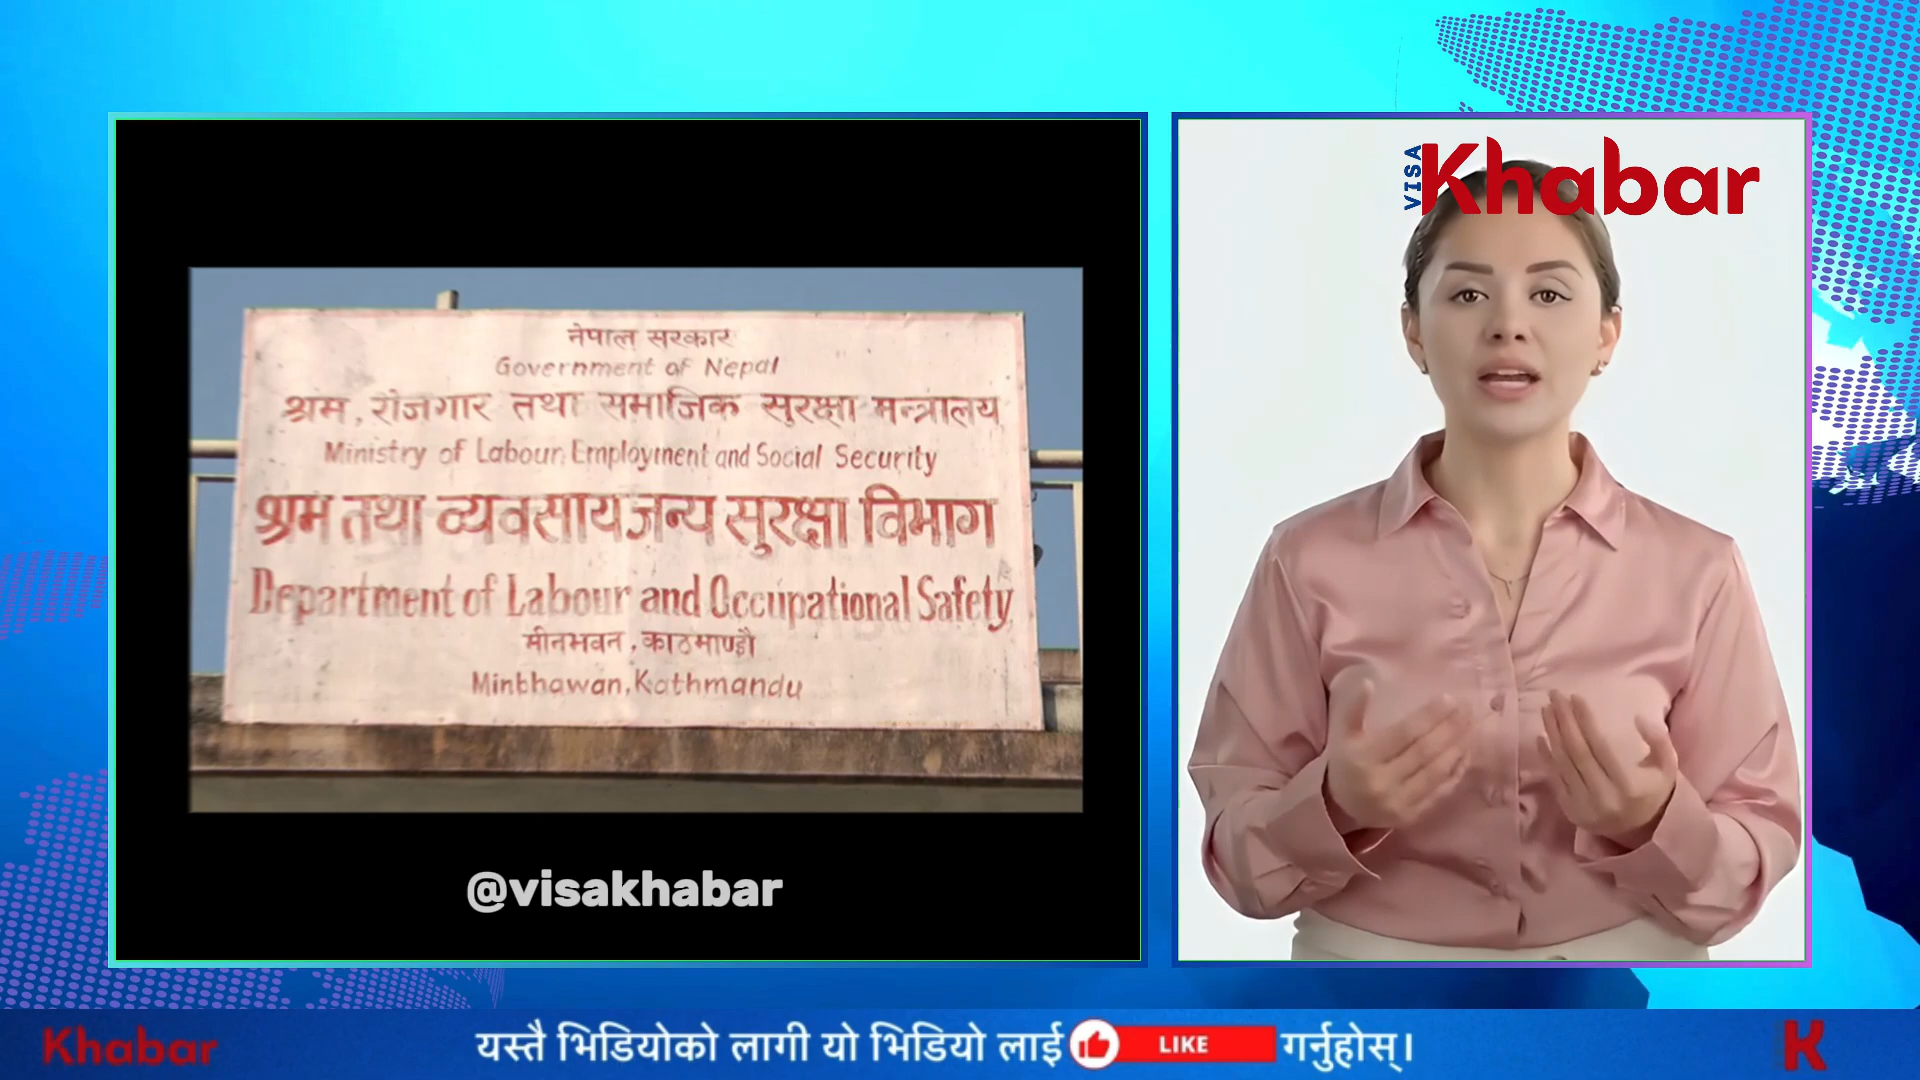 VISA
Khabar
नेपाल सरकार
Government of Nepal
श्रम, रोजगार तथा समाजिक सुरक्षा मन्त्रालय
Ministry of Labour, Employment and Social Security
श्रम तथा व्यवसायजन्य सुरक्षा विभाग
Department of Labour and Occupational Safety
मीनभवन, काठमाण्डौ
Minbhawan, Kathmandu
@visakhabar
Khabar
यस्तै भिडियोको लागी यो भिडियो लाई LIKE गर्नुहोस्।
K